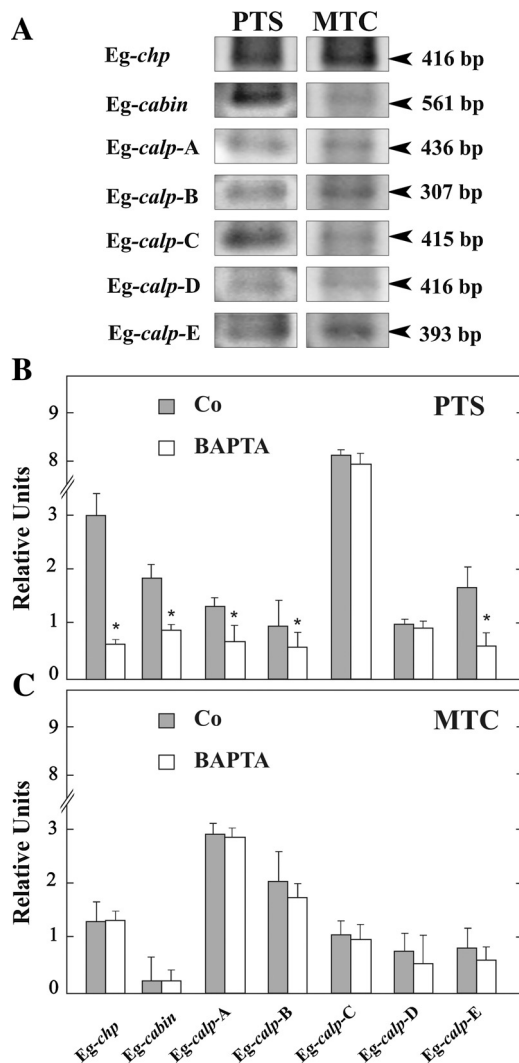 A PTS MTC
Eg-chp 416 bp
Eg-cabin 561 bp
Eg-calp-A 436 bp
Eg-calp-B 307 bp
Eg-calp-C 415 bp
Eg-calp-D 416 bp
Eg-calp-E 393 bp
B
9
8
3
2
1
0
Relative Units
Co
BAPTA
PTS
* * * * *
C
9
8
3
2
1
0
Relative Units
Co
BAPTA
MTC
Eg-chp Eg-cabin Eg-calp-A Eg-calp-B Eg-calp-C Eg-calp-D Eg-calp-E